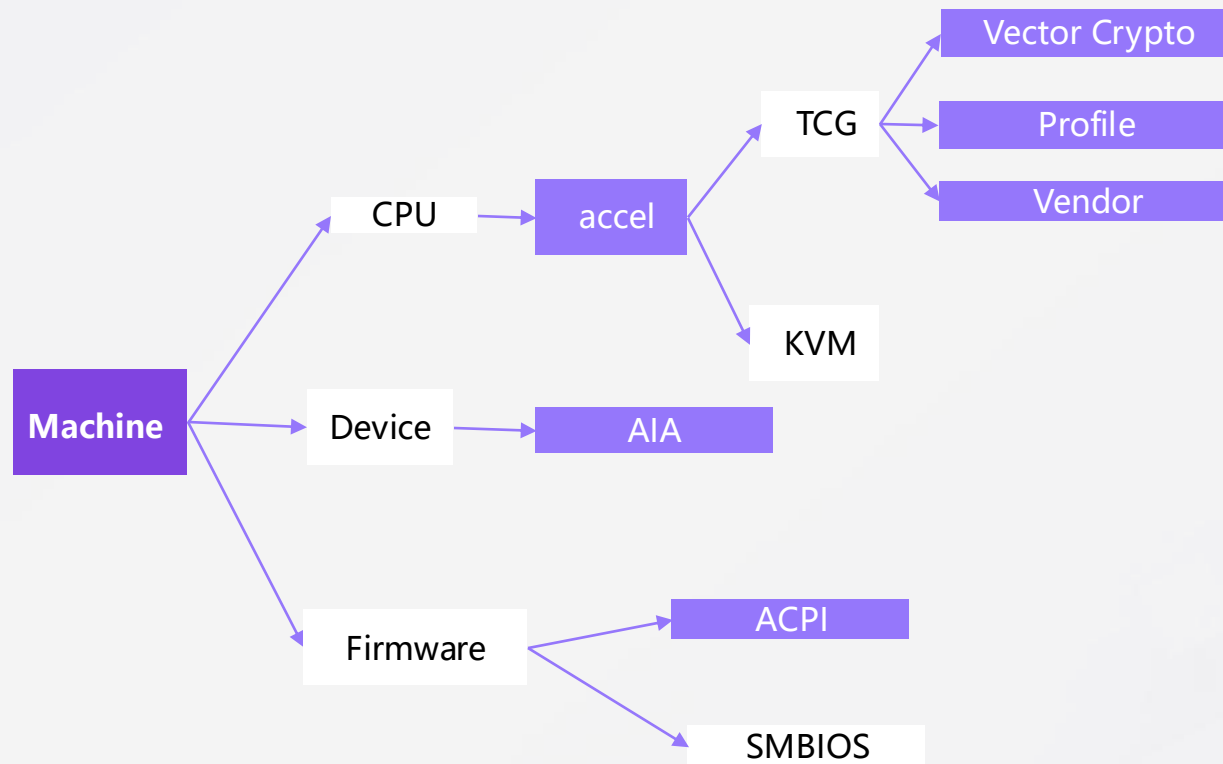 Vector Crypto
TCG
Profile
Vendor
CPU
accel
KVM
Machine
Device
AIA
Firmware
ACPI
SMBIOS